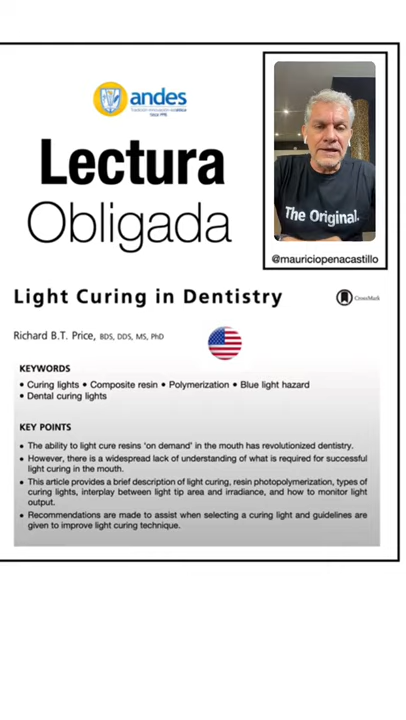 andes
Lectura
Obligada
The Original.
@mauriciopenacastillo
Light Curing in Dentistry
CrossMark
Richard B.T. Price, BDS, DDS, MS, PhD
KEYWORDS
• Curing lights • Composite resin • Polymerization • Blue light hazard
• Dental curing lights
KEY POINTS
• The ability to light cure resins 'on demand' in the mouth has revolutionized dentistry.
• However, there is a widespread lack of understanding of what is required for successful
light curing in the mouth.
• This article provides a brief description of light curing, resin photopolymerization, types of
curing lights, interplay between light tip area and irradiance, and how to monitor light
output.
• Recommendations are made to assist when selecting a curing light and guidelines are
given to improve light curing technique.